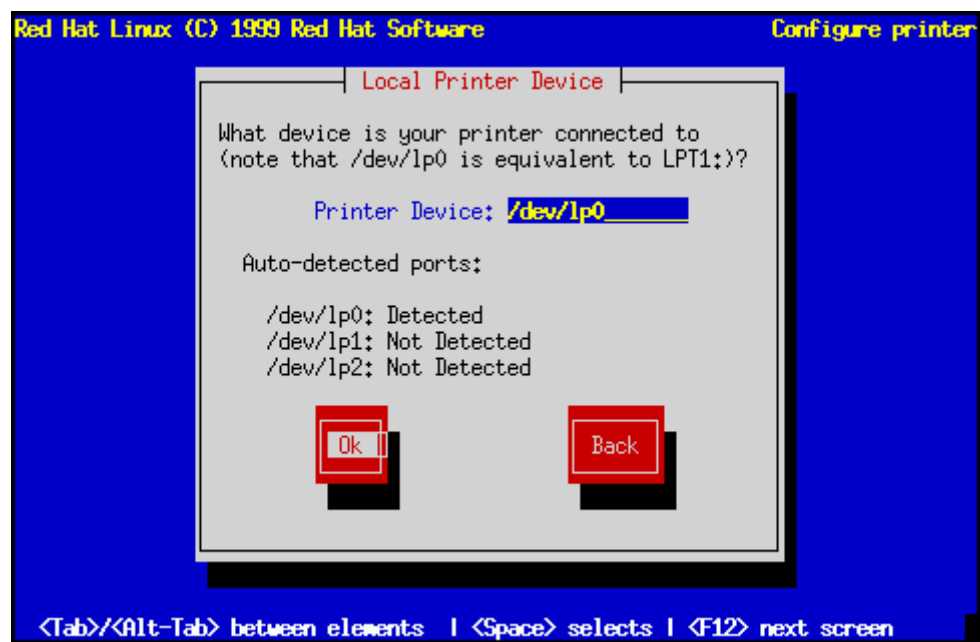 Red Hat Linux (C) 1999 Red Hat Software Configure printer
Local Printer Device
What device is your printer connected to
(note that /dev/lp0 is equivalent to LPT1:)?
Printer Device: /dev/lp0_______
Auto-detected ports:
/dev/lp0: Detected
/dev/lp1: Not Detected
/dev/lp2: Not Detected
Ok Back
<Tab>/<Alt-Tab> between elements | <Space> selects | <F12> next screen